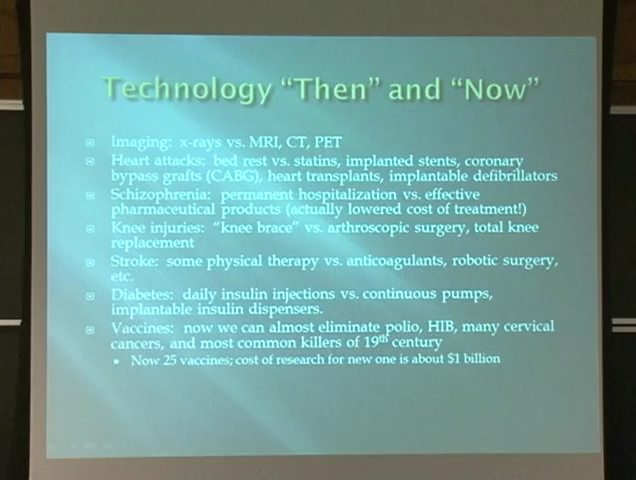 Technology “Then” and “Now”
Imaging: x-rays vs. MRI, CT, PET
Heart attacks: bed rest vs. statins, implanted stents, coronary
bypass grafts (CABG), heart transplants, implantable defibrillators
Schizophrenia: permanent hospitalization vs. effective
pharmaceutical products (actually lowered cost of treatment!)
Knee injuries: “knee brace” vs. arthroscopic surgery, total knee
replacement
Stroke: some physical therapy vs. anticoagulants, robotic surgery,
etc.
Diabetes: daily insulin injections vs. continuous pumps,
implantable insulin dispensers.
Vaccines: now we can almost eliminate polio, HIB, many cervical
cancers, and most common killers of 19th century
Now 25 vaccines; cost of research for new one is about $1 billion